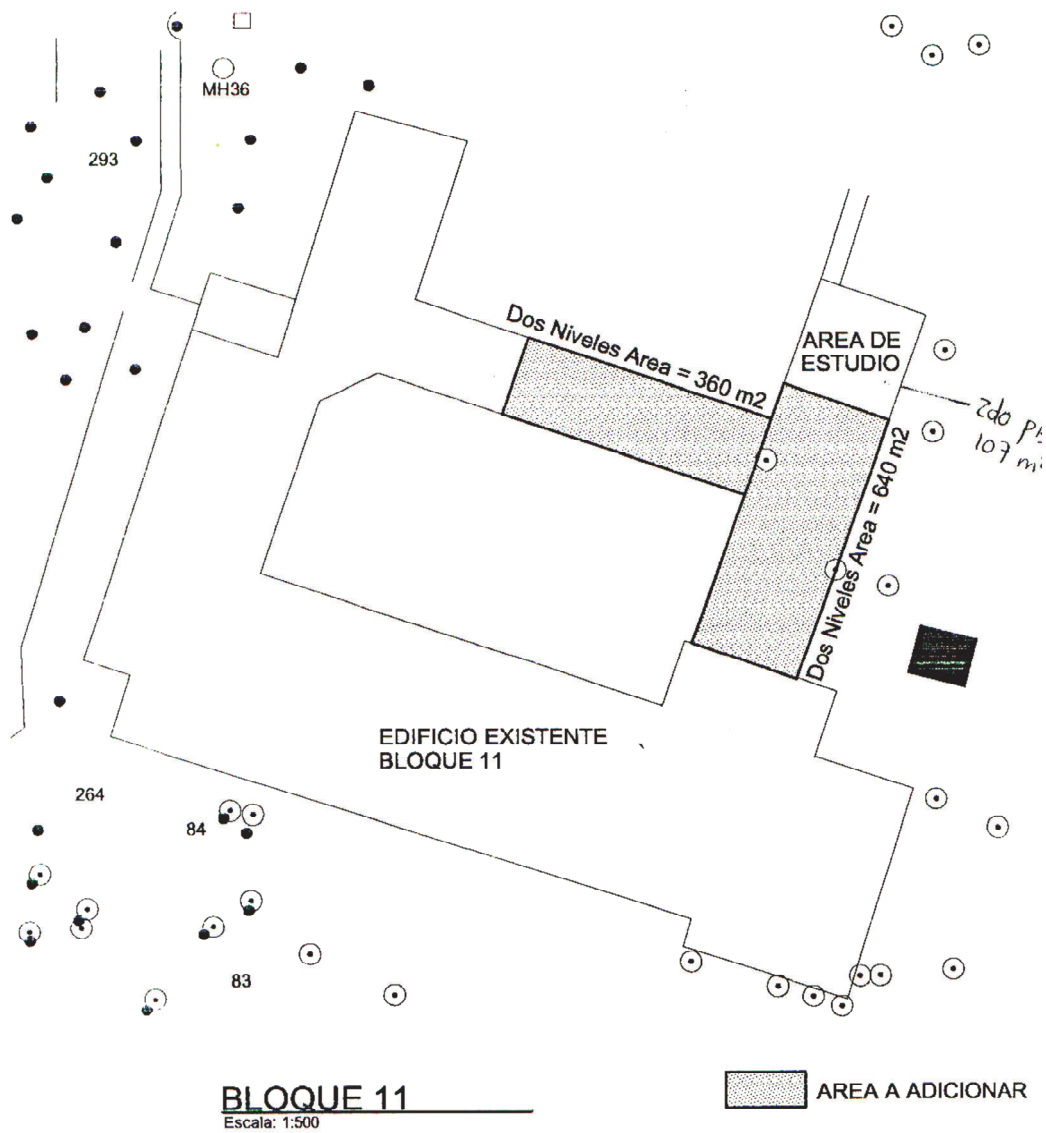 MH36
293
Dos Niveles Area = 360 m2
AREA DE
ESTUDIO
2do
107
Dos Niveles Area = 640 m2
EDIFICIO EXISTENTE
BLOQUE 11
264
84
83
BLOQUE 11
Escala: 1:500
AREA A ADICIONAR